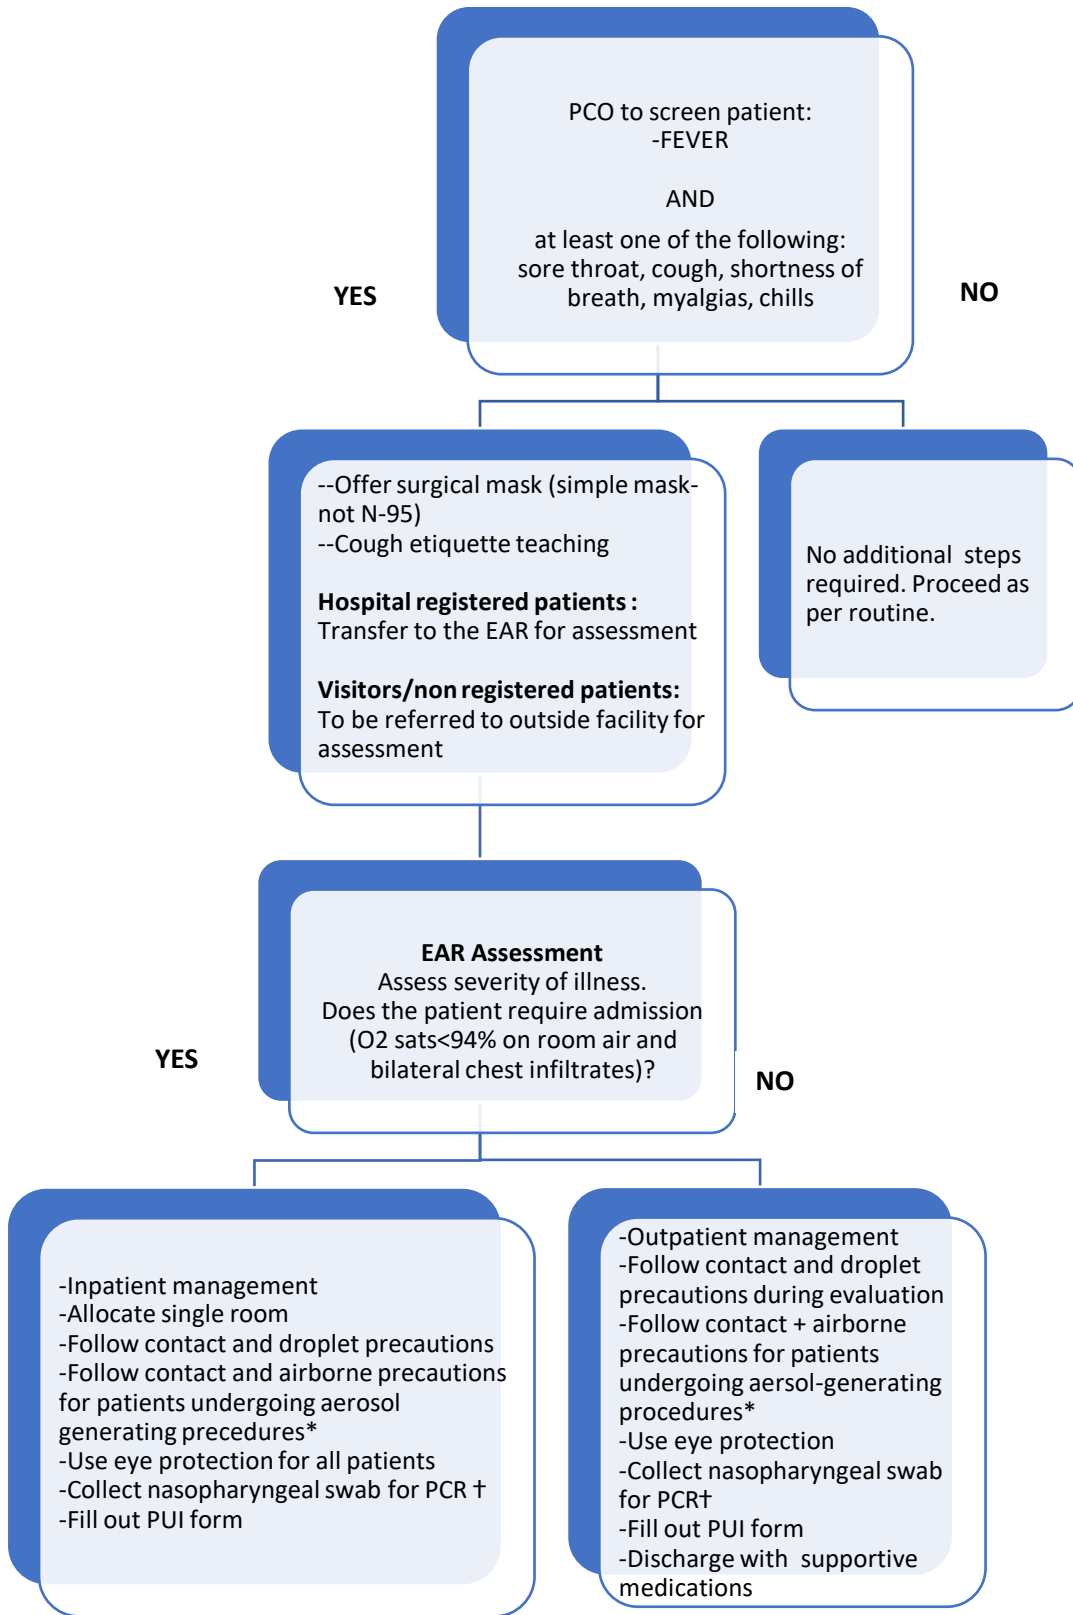 PCO to screen patient:
-FEVER
AND
at least one of the following:
sore throat, cough, shortness of
breath, myalgias, chills
YES
NO
--Offer surgical mask (simple mask-
not N-95)
--Cough etiquette teaching
Hospital registered patients :
Transfer to the EAR for assessment
Visitors/non registered patients:
To be referred to outside facility for
assessment
No additional steps
required. Proceed as
per routine.
EAR Assessment
Assess severity of illness.
Does the patient require admission
(O2 sats<94% on room air and
bilateral chest infiltrates)?
YES
NO
-Inpatient management
-Allocate single room
-Follow contact and droplet precautions
-Follow contact and airborne precautions
for patients undergoing aerosol
generating precedures*
-Use eye protection for all patients
-Collect nasopharyngeal swab for PCR †
-Fill out PUI form
-Outpatient management
-Follow contact and droplet
precautions during evaluation
-Follow contact + airborne
precautions for patients
undergoing aersol-generating
procedures*
-Use eye protection
-Collect nasopharyngeal swab
for PCR†
-Fill out PUI form
-Discharge with supportive
medications